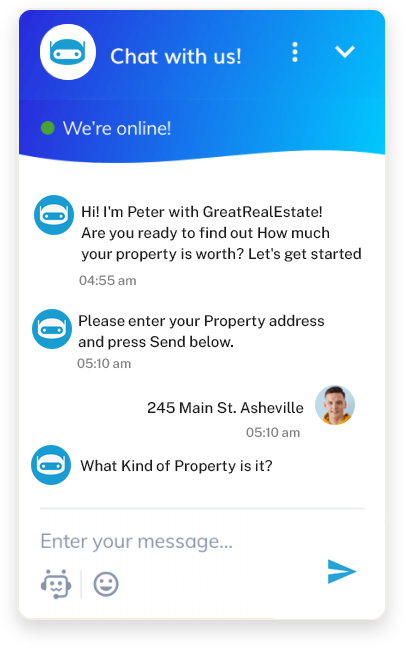 Chat with us!
We're online!
Hi! I'm Peter with GreatRealEstate!
Are you ready to find out How much
your property is worth? Let's get started
04:55 am
Please enter your Property address
and press Send below.
05:10 am
245 Main St. Asheville
05:10 am
What Kind of Property is it?
Enter your message...